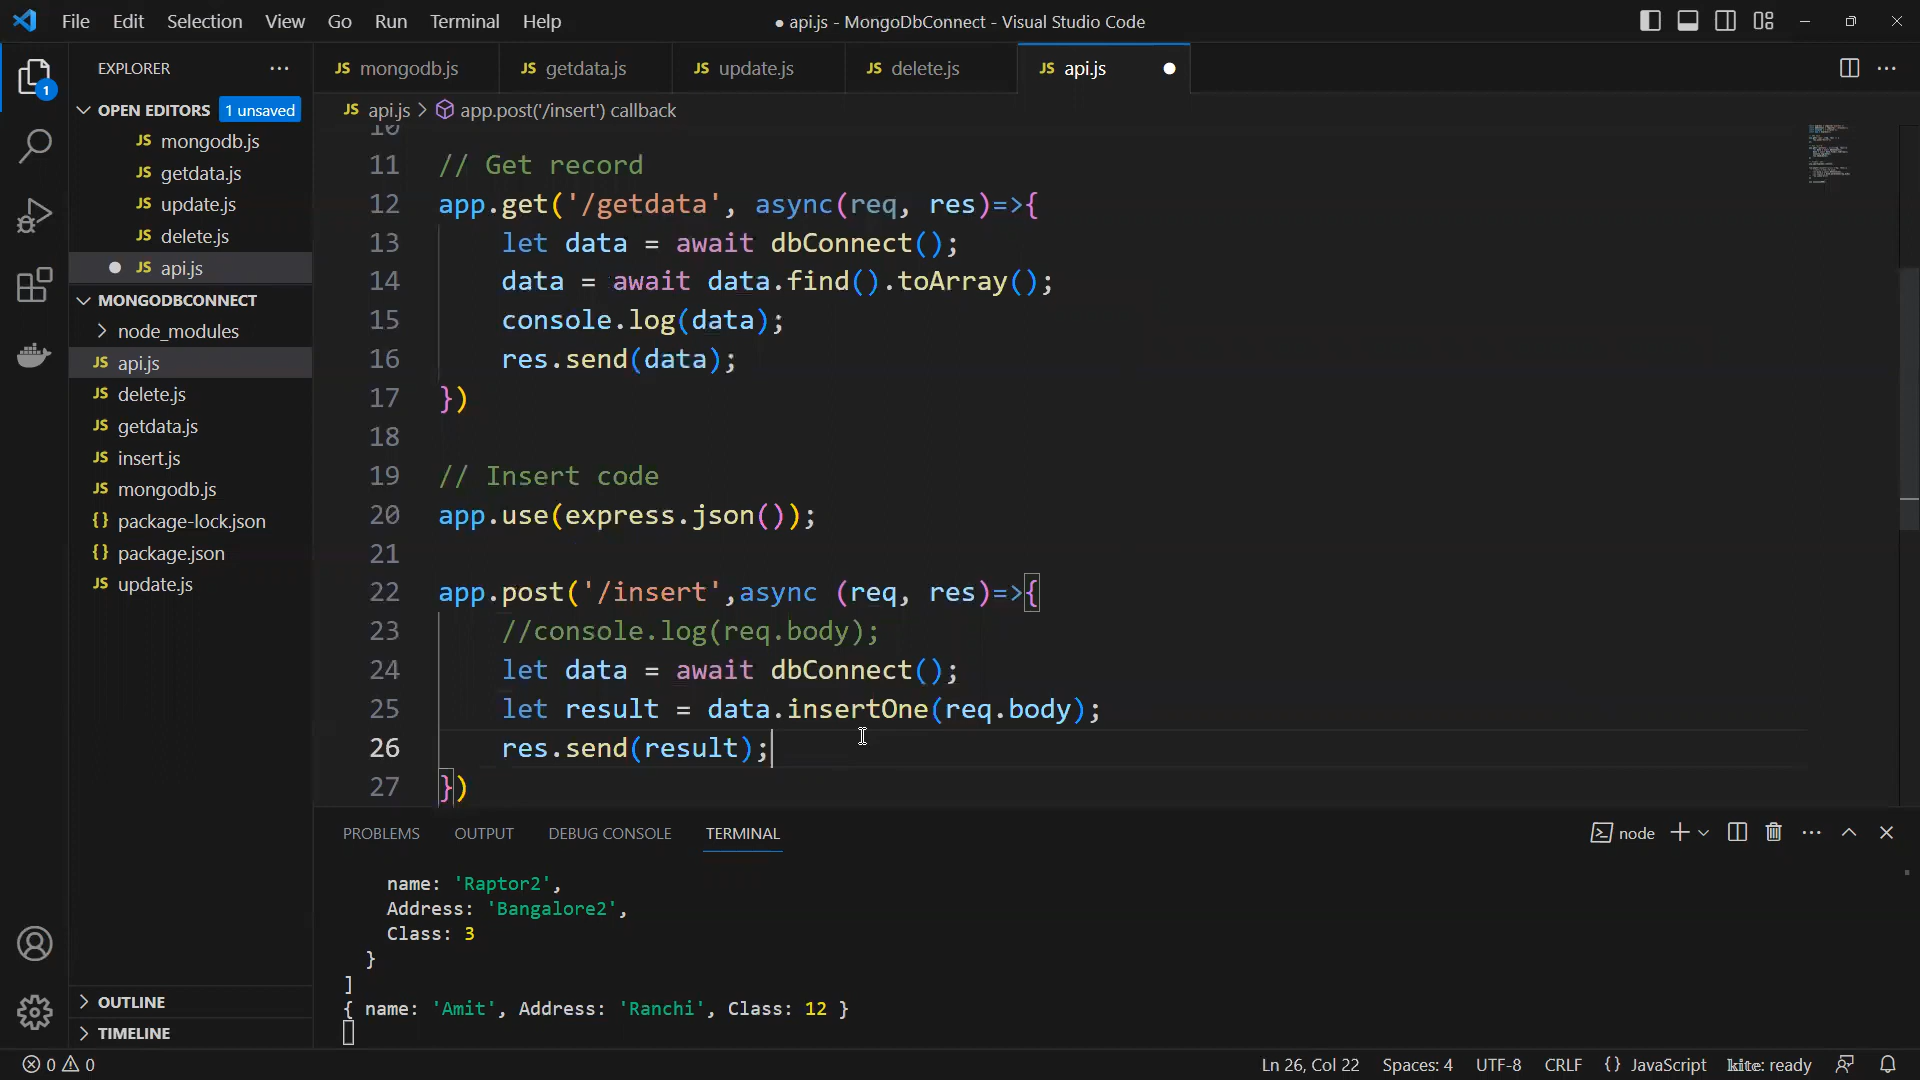 File Edit Selection View Go Run Terminal Help
● api.js - MongoDbConnect - Visual Studio Code
EXPLORER
1
OPEN EDITORS 1 unsaved
JS mongodb.js
JS getdata.js
JS update.js
JS delete.js
● JS api.js
MONGODBCONNECT
node_modules
JS api.js
JS delete.js
JS getdata.js
JS insert.js
JS mongodb.js
{} package-lock.json
{} package.json
JS update.js
OUTLINE
TIMELINE
JS mongodb.js JS getdata.js JS update.js JS delete.js JS api.js ●
JS api.js > app.post('/insert') callback
10
11 // Get record
12 app.get('/getdata', async(req, res)=>{
13 let data = await dbConnect();
14 data = await data.find().toArray();
15 console.log(data);
16 res.send(data);
17 })
18
19 // Insert code
20 app.use(express.json());
21
22 app.post('/insert',async (req, res)=>{
23 //console.log(req.body);
24 let data = await dbConnect();
25 let result = data.insertOne(req.body);
26 res.send(result);
27 })
PROBLEMS OUTPUT DEBUG CONSOLE TERMINAL
node
name: 'Raptor2',
Address: 'Bangalore2',
Class: 3
}
]
{ name: 'Amit', Address: 'Ranchi', Class: 12 }
0 0
Ln 26, Col 22 Spaces: 4 UTF-8 CRLF {} JavaScript kite: ready